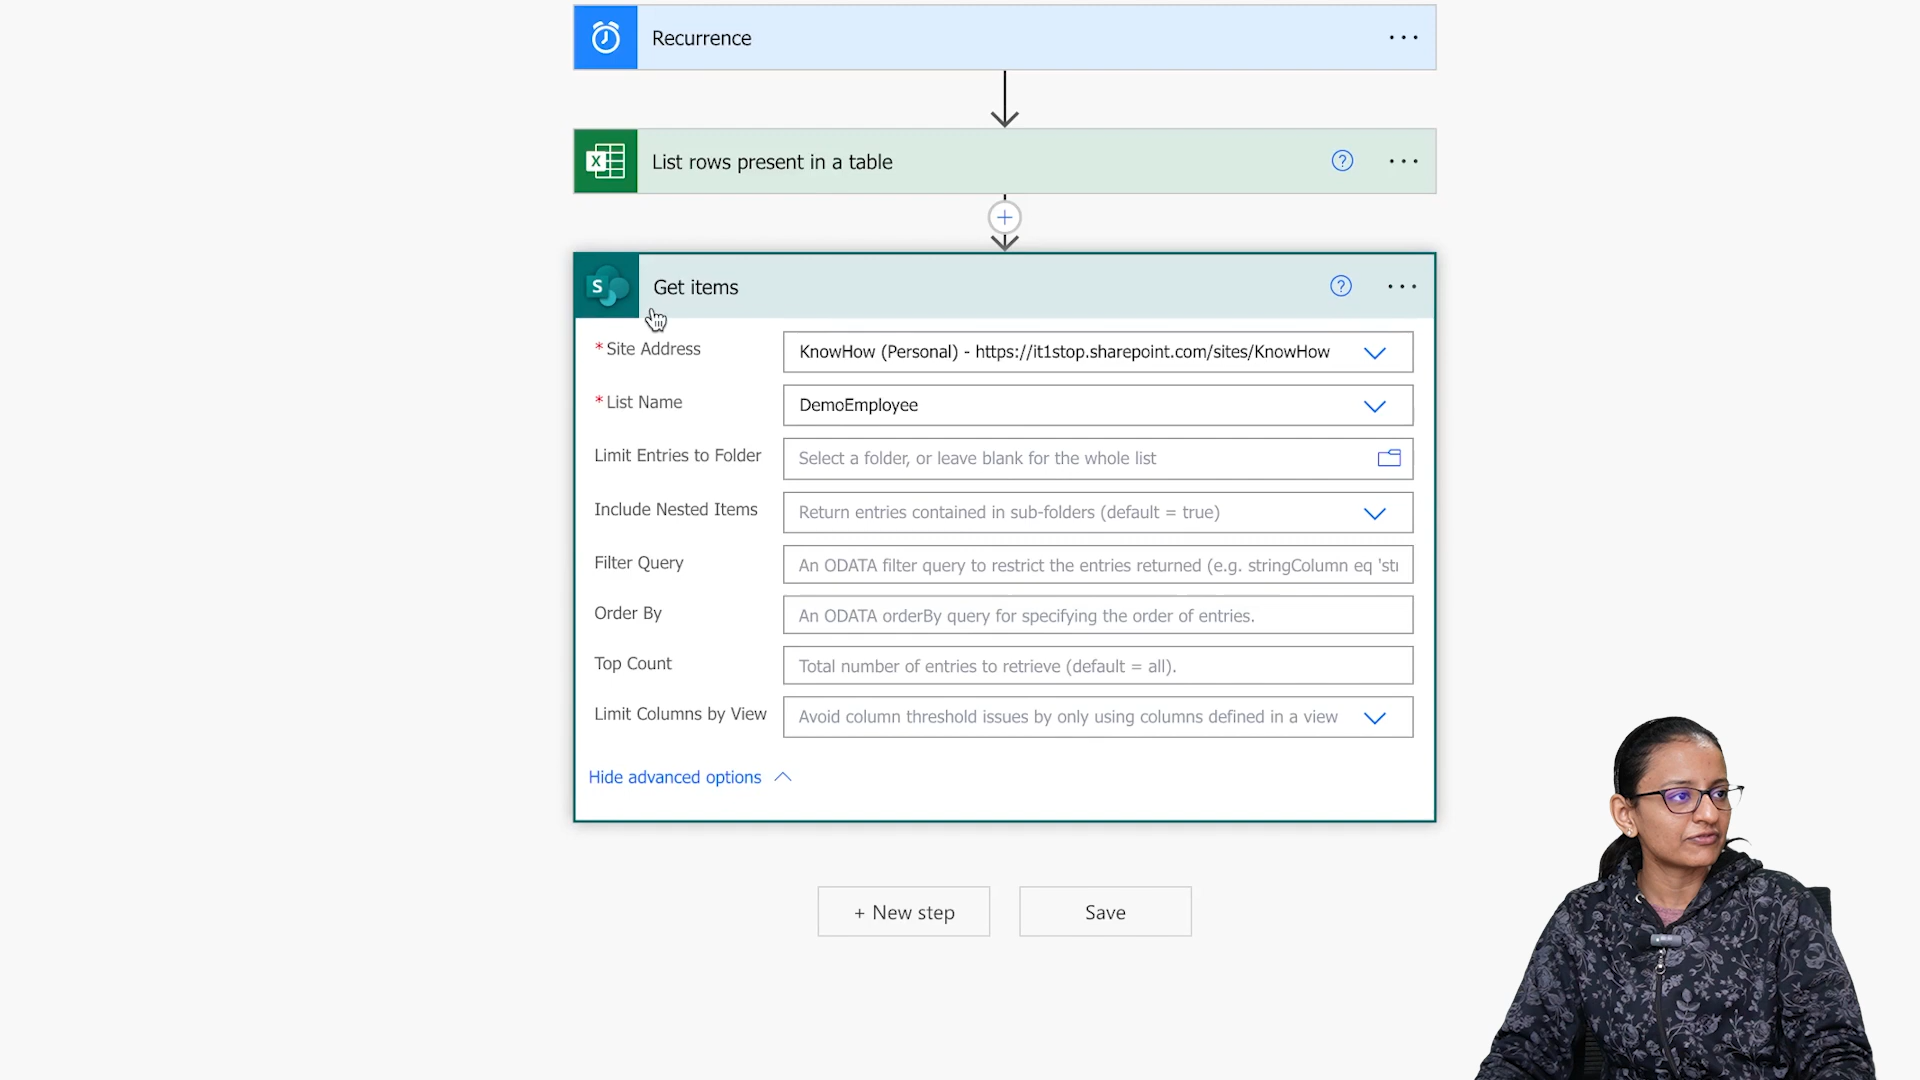 Recurrence
List rows present in a table
Get items
*Site Address
KnowHow (Personal) - https://it1stop.sharepoint.com/sites/KnowHow
*List Name
DemoEmployee
Limit Entries to Folder
Select a folder, or leave blank for the whole list
Include Nested Items
Return entries contained in sub-folders (default = true)
Filter Query
An ODATA filter query to restrict the entries returned (e.g. stringColumn eq 'stri
Order By
An ODATA orderBy query for specifying the order of entries.
Top Count
Total number of entries to retrieve (default = all).
Limit Columns by View
Avoid column threshold issues by only using columns defined in a view
Hide advanced options
+ New step
Save